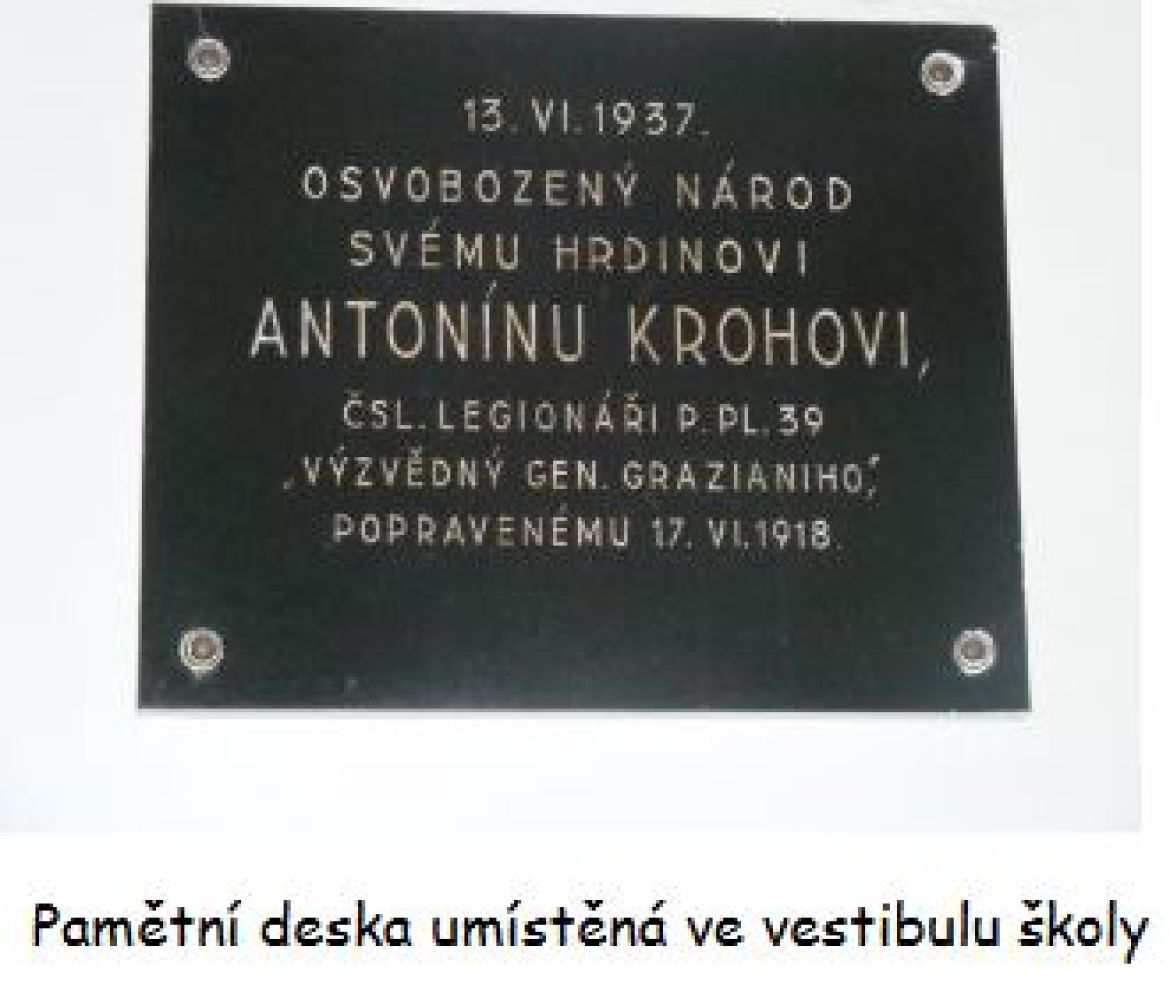 13. VI. 1937.
OSVOBOZENÝ NÁROD
SVÉMU HRDINOVI
ANTONÍNU KROHOVI,
ČSL. LEGIONÁŘI P. PL. 39
„VÝZVĚDNÝ GEN. GRAZIANIHO“,
POPRAVENÉMU 17. VI. 1918.
Pamětní deska umístěná ve vestibulu školy